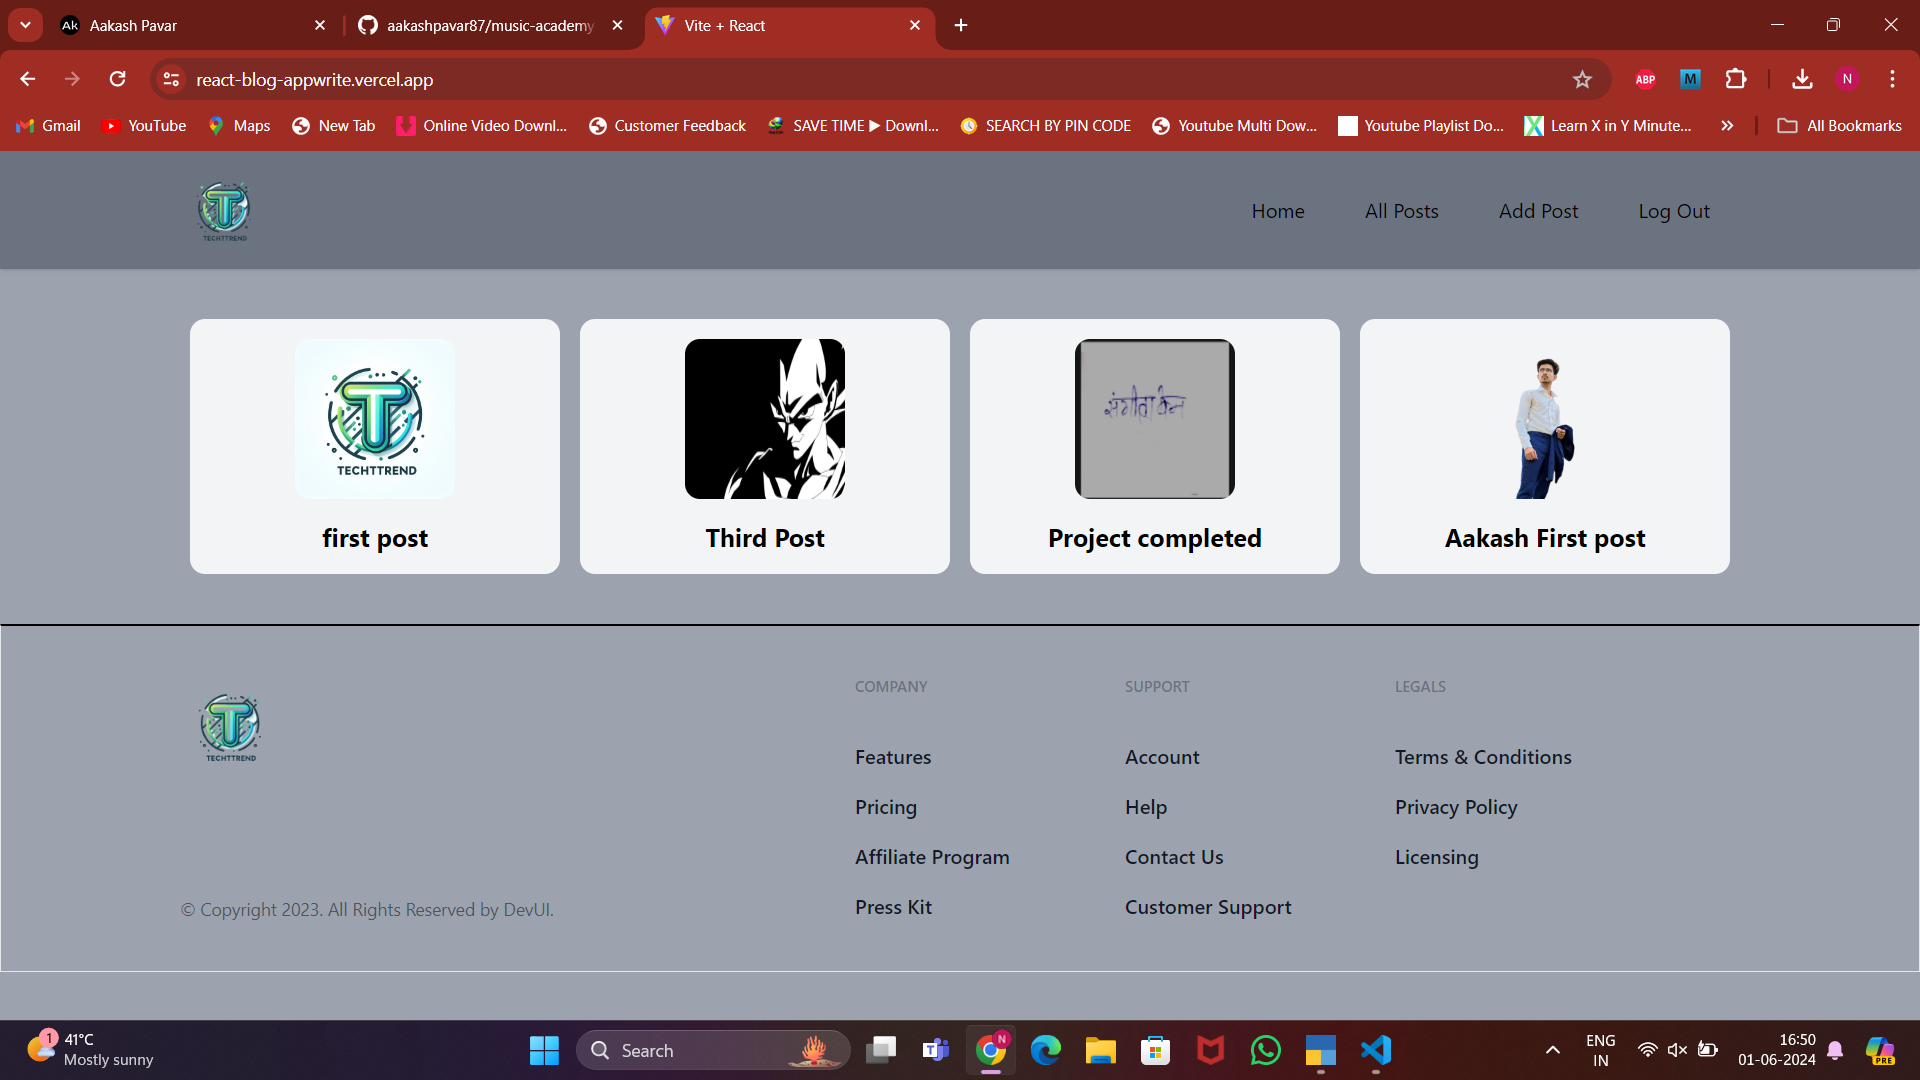 Aakash Pavar
aakashpavar87/music-academy
Vite + React
react-blog-appwrite.vercel.app
ABP
M
N
Gmail
YouTube
Maps
New Tab
Online Video Downl...
Customer Feedback
SAVE TIME ▶ Downl...
SEARCH BY PIN CODE
Youtube Multi Dow...
Youtube Playlist Do...
Learn X in Y Minute...
All Bookmarks
TECHTTREND
Home
All Posts
Add Post
Log Out
TECHTTREND
first post
Third Post
Project completed
Aakash First post
TECHTTREND
© Copyright 2023. All Rights Reserved by DevUI.
COMPANY
Features
Pricing
Affiliate Program
Press Kit
SUPPORT
Account
Help
Contact Us
Customer Support
LEGALS
Terms & Conditions
Privacy Policy
Licensing
1
41°C
Mostly sunny
Search
N
ENG
IN
16:50
01-06-2024
PRE